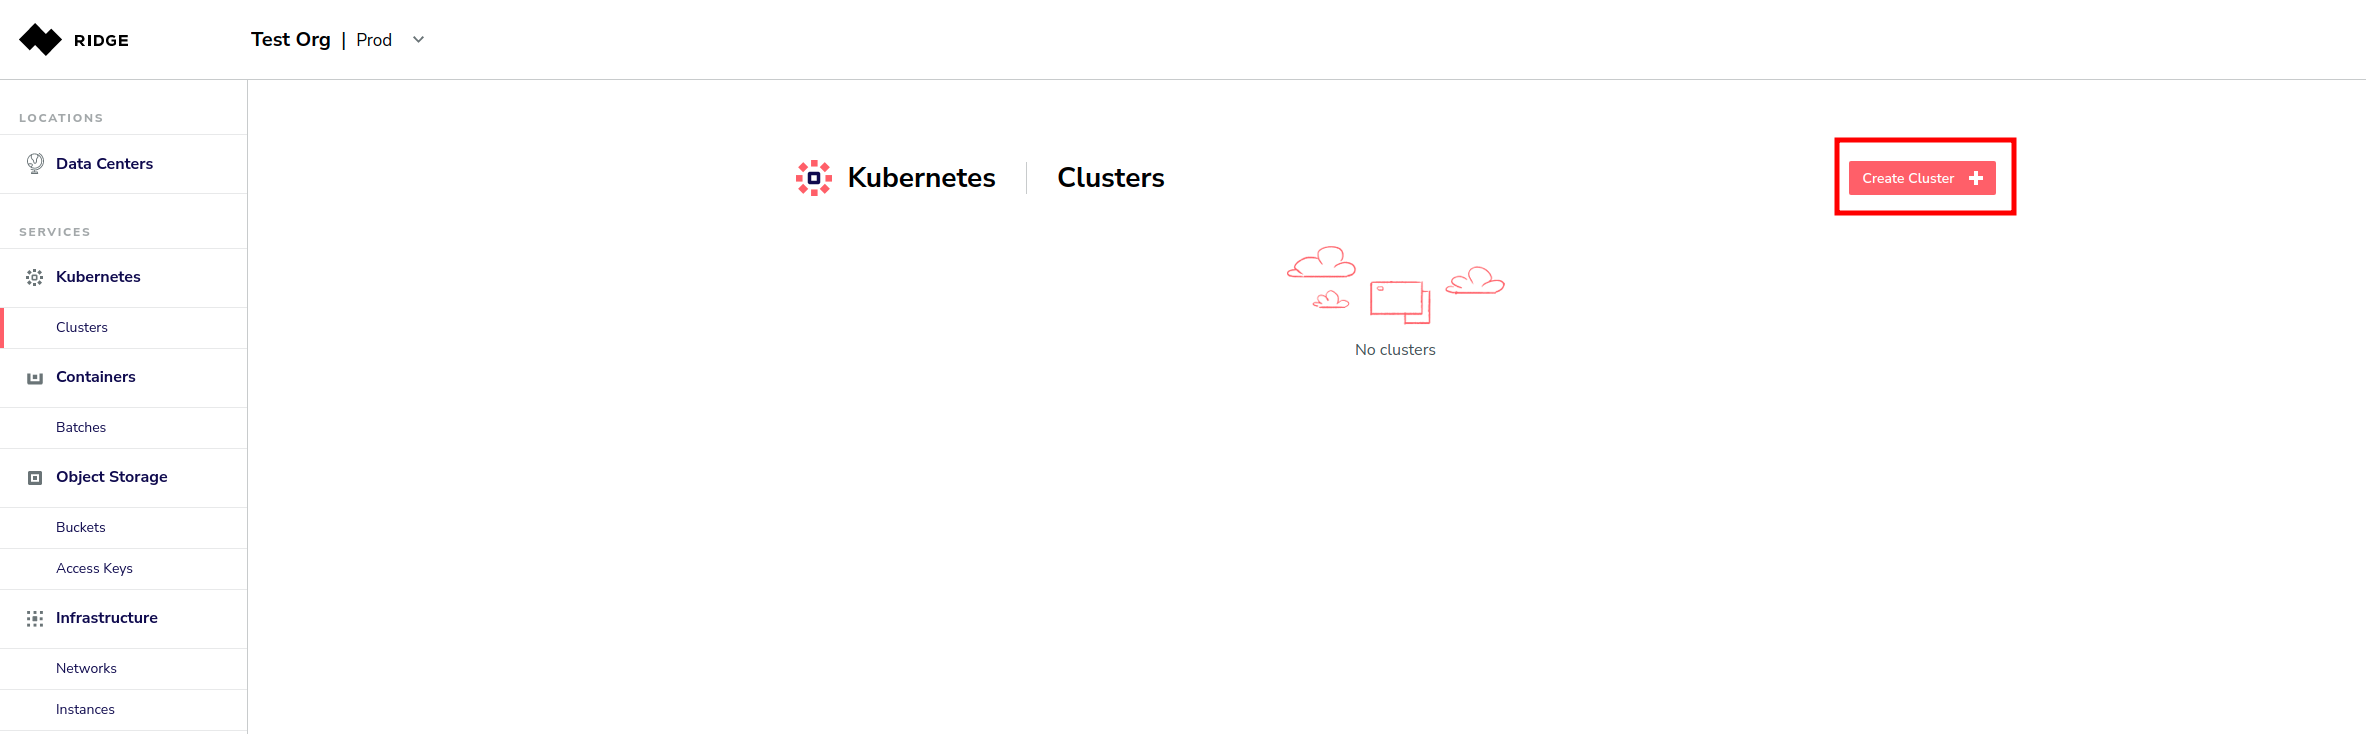 RIDGE
Test Org | Prod
LOCATIONS
Data Centers
SERVICES
Kubernetes
Clusters
Containers
Batches
Object Storage
Buckets
Access Keys
Infrastructure
Networks
Instances
Kubernetes | Clusters
Create Cluster
No clusters